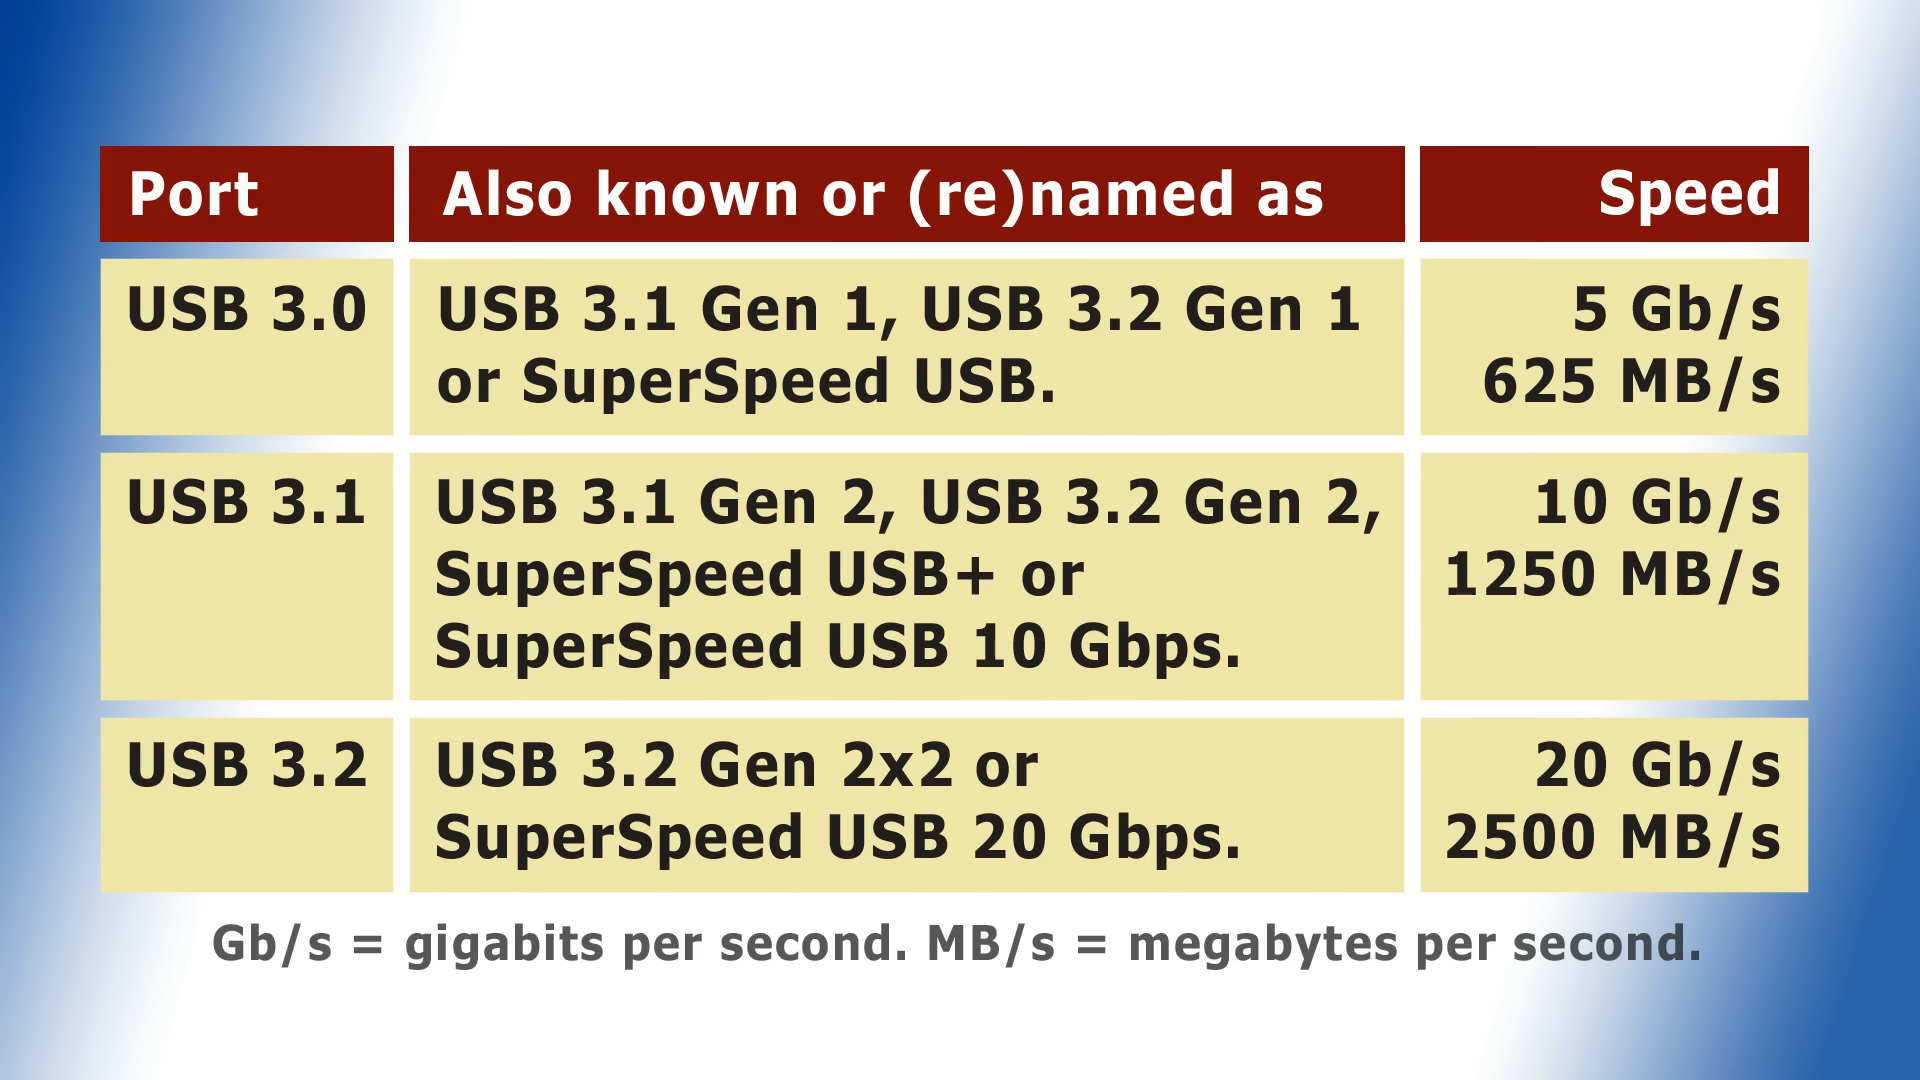 Port
Also known or (re)named as
Speed
USB 3.0
USB 3.1 Gen 1, USB 3.2 Gen 1
or SuperSpeed USB.
5 Gb/s
625 MB/s
USB 3.1
USB 3.1 Gen 2, USB 3.2 Gen 2,
SuperSpeed USB+ or
SuperSpeed USB 10 Gbps.
10 Gb/s
1250 MB/s
USB 3.2
USB 3.2 Gen 2x2 or
SuperSpeed USB 20 Gbps.
20 Gb/s
2500 MB/s
Gb/s = gigabits per second. MB/s = megabytes per second.